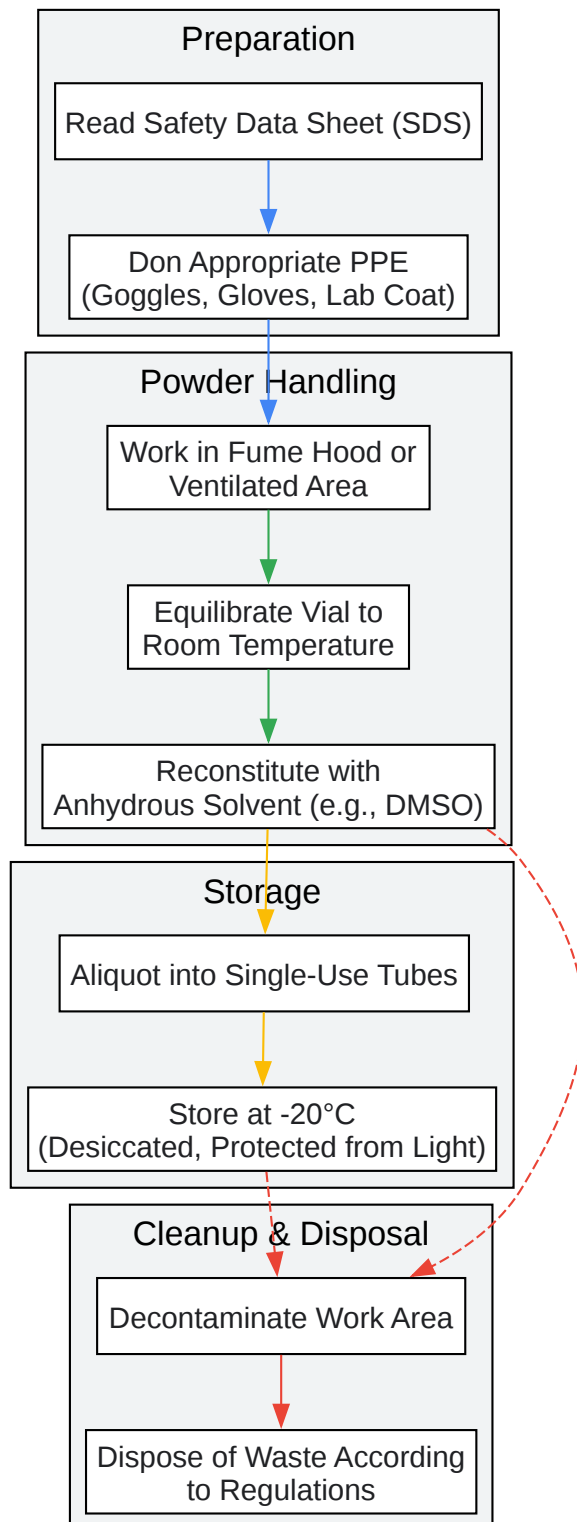 Preparation
Read Safety Data Sheet (SDS)
Don Appropriate PPE
(Goggles, Gloves, Lab Coat)
Powder Handling
Work in Fume Hood or
Ventilated Area
Equilibrate Vial to
Room Temperature
Reconstitute with
Anhydrous Solvent (e.g., DMSO)
Storage
Aliquot into Single-Use Tubes
Store at -20°C
(Desiccated, Protected from Light)
Cleanup & Disposal
Decontaminate Work Area
Dispose of Waste According
to Regulations